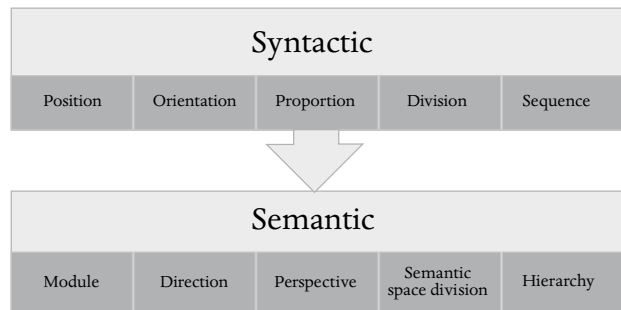 Syntactic
Position Orientation Proportion Division Sequence
Semantic
Module Direction Perspective Semantic space division Hierarchy